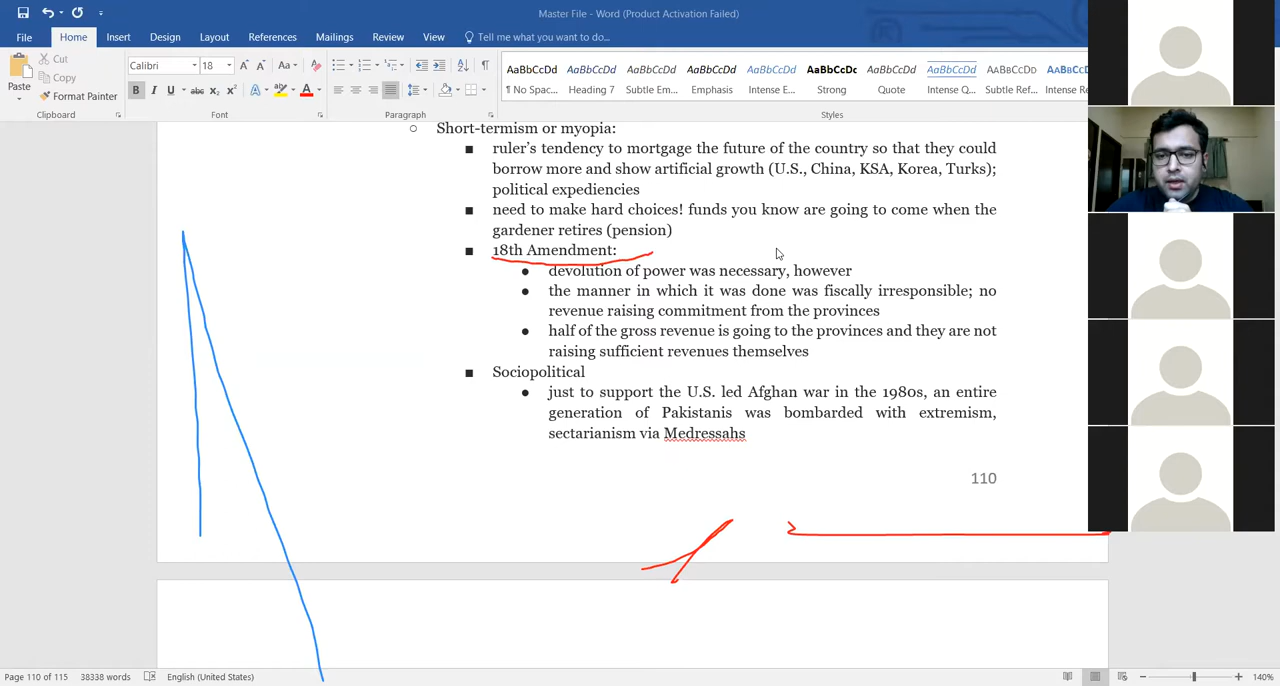 Master File - Word (Product Activation Failed)
File Home Insert Design Layout References Mailings Review View Tell me what you want to do...
Paste
Cut
Copy
Format Painter
Clipboard
Calibri 18
Aa
Font
Paragraph
AaBbCcDd AaBbCcDd AaBbCcDd AaBbCcDd AaBbCcDd AaBbCcDc AaBbCcDd AaBbCcDd AaBbCcDd AaBbCcD
¶ No Spac... Heading 7 Subtle Em... Emphasis Intense E... Strong Quote Intense Q... Subtle Ref... Intense Re
Styles
○ Short-termism or myopia:
■ ruler's tendency to mortgage the future of the country so that they could
borrow more and show artificial growth (U.S., China, KSA, Korea, Turks);
political expediencies
■ need to make hard choices! funds you know are going to come when the
gardener retires (pension)
■ 18th Amendment:
● devolution of power was necessary, however
● the manner in which it was done was fiscally irresponsible; no
revenue raising commitment from the provinces
● half of the gross revenue is going to the provinces and they are not
raising sufficient revenues themselves
■ Sociopolitical
● just to support the U.S. led Afghan war in the 1980s, an entire
generation of Pakistanis was bombarded with extremism,
sectarianism via Medressahs
110
Page 110 of 115 38338 words English (United States) 140%